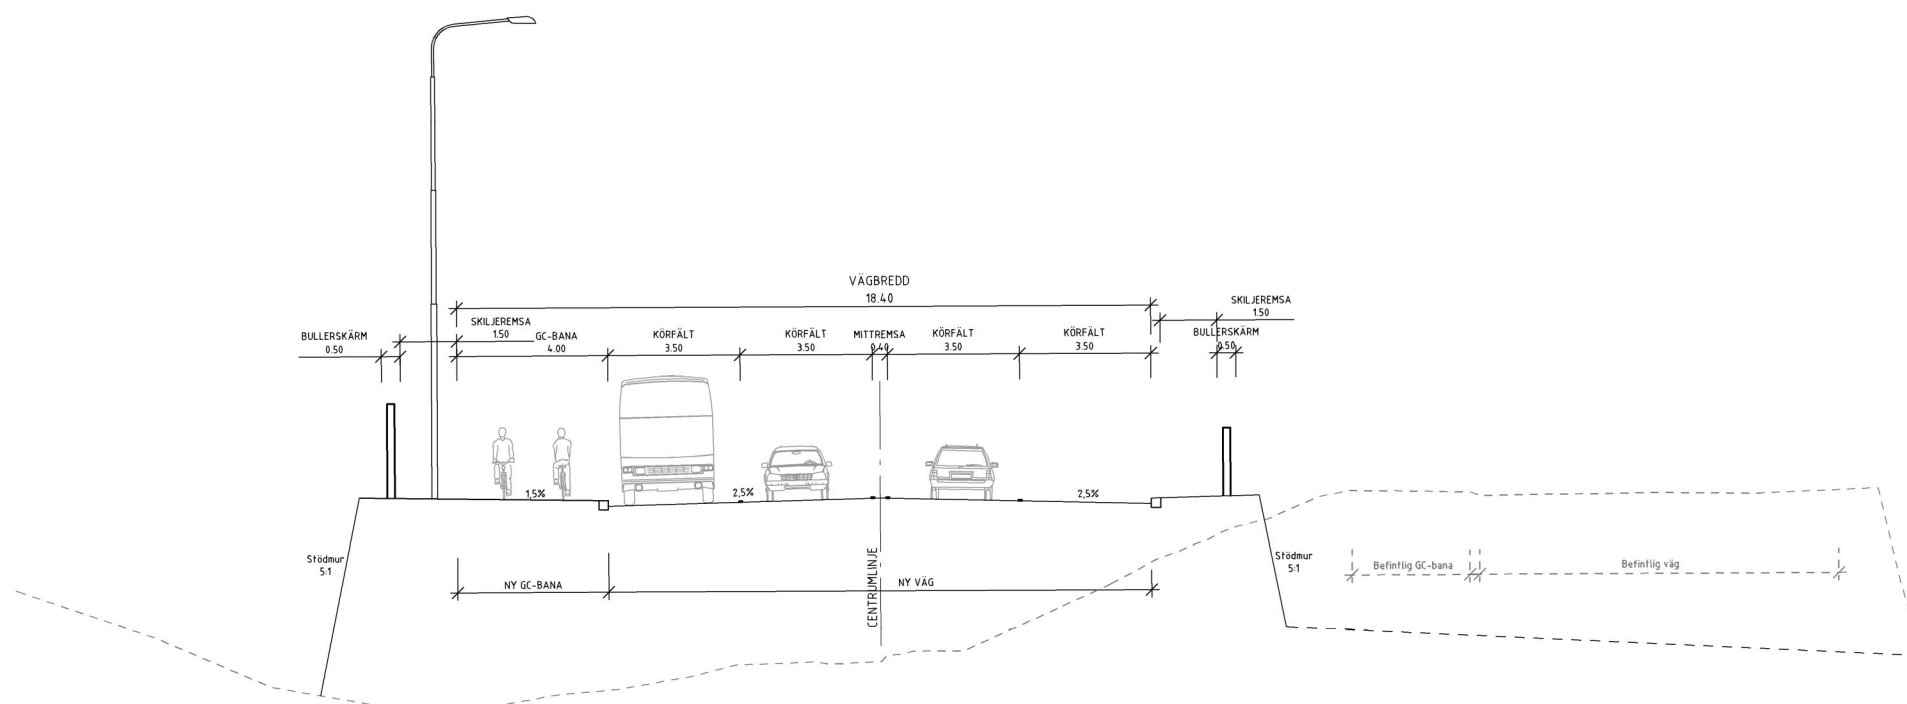 VÄGBREDD
18.40
SKILJEREMSA
1.50
SKILJEREMSA
1.50
BULLERSKÄRM
0.50
GC-BANA
4.00
KÖRFÄLT
3.50
KÖRFÄLT
3.50
MITTREMSA
0.40
KÖRFÄLT
3.50
KÖRFÄLT
3.50
BULLERSKÄRM
0.50
1,5%
2,5%
2,5%
Stödmur
5:1
NY GC-BANA
CENTRUMLINJE
NY VÄG
Stödmur
5:1
Befintlig GC-bana
Befintlig väg